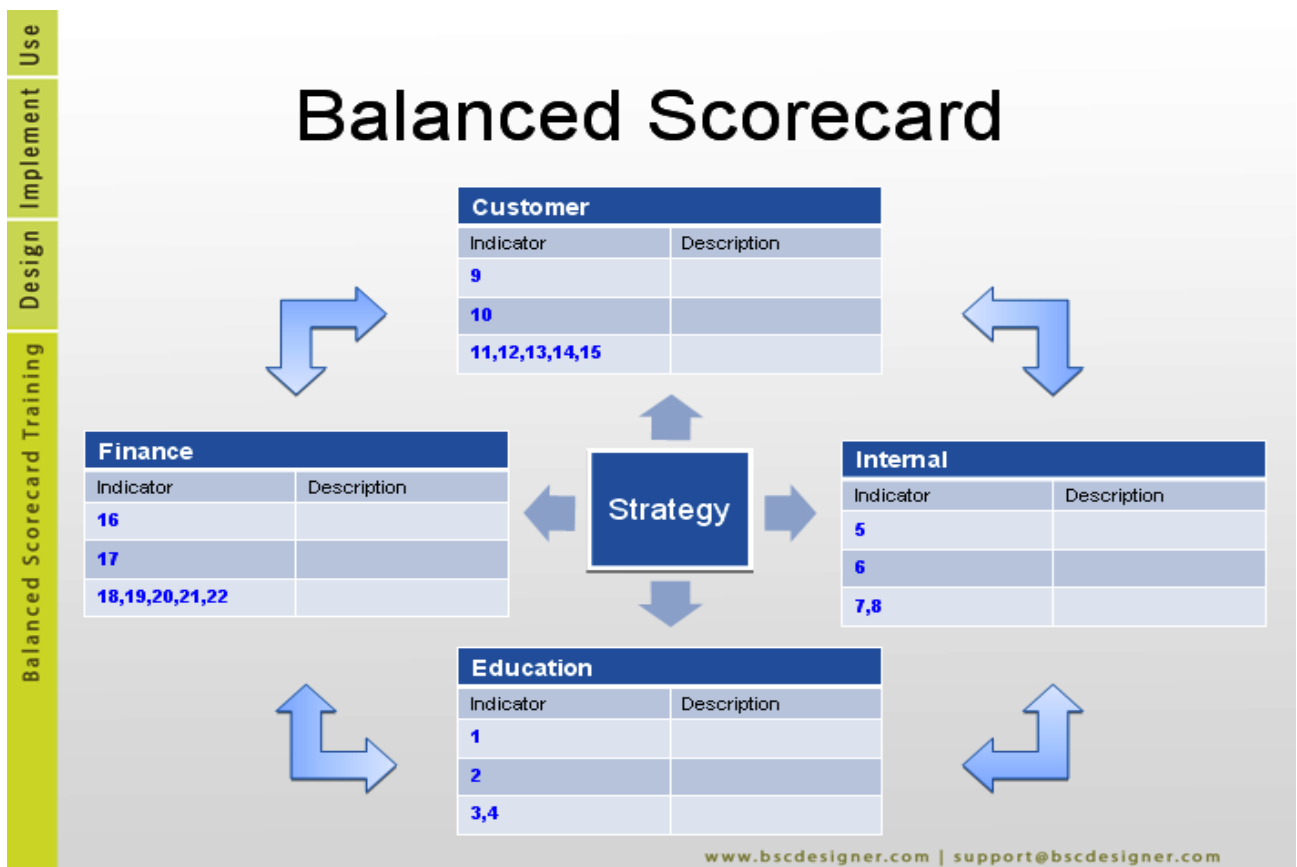 Balanced Scorecard
Customer
Indicator Description
9
10
11,12,13,14,15
Finance
Indicator Description
16
17
18,19,20,21,22
Strategy
Internal
Indicator Description
5
6
7,8
Education
Indicator Description
1
2
3,4
Balanced Scorecard Training Design Implement Use
www.bscdesigner.com | support@bscdesigner.com